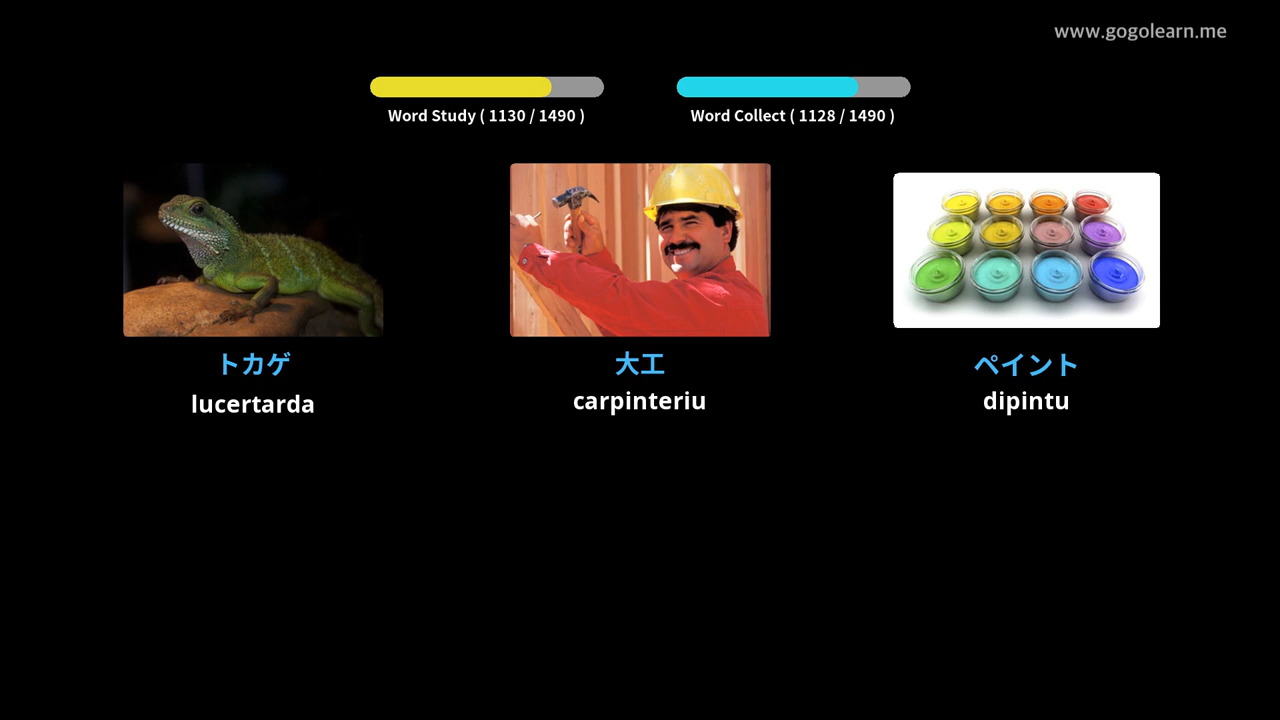 www.gogolearn.me
Word Study ( 1130 / 1490 )
Word Collect ( 1128 / 1490 )
トカゲ
lucertarda
大工
carpinteriu
ペイント
dipintu